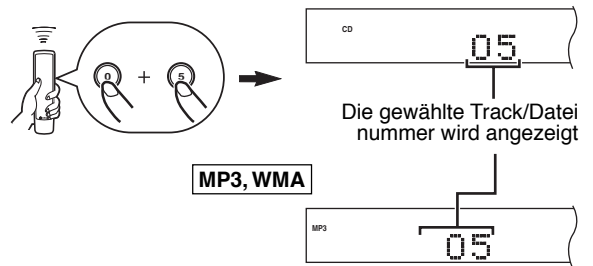 CD
05
0 + 5
Die gewählte Track/Datei
nummer wird angezeigt
MP3, WMA
MP3
05